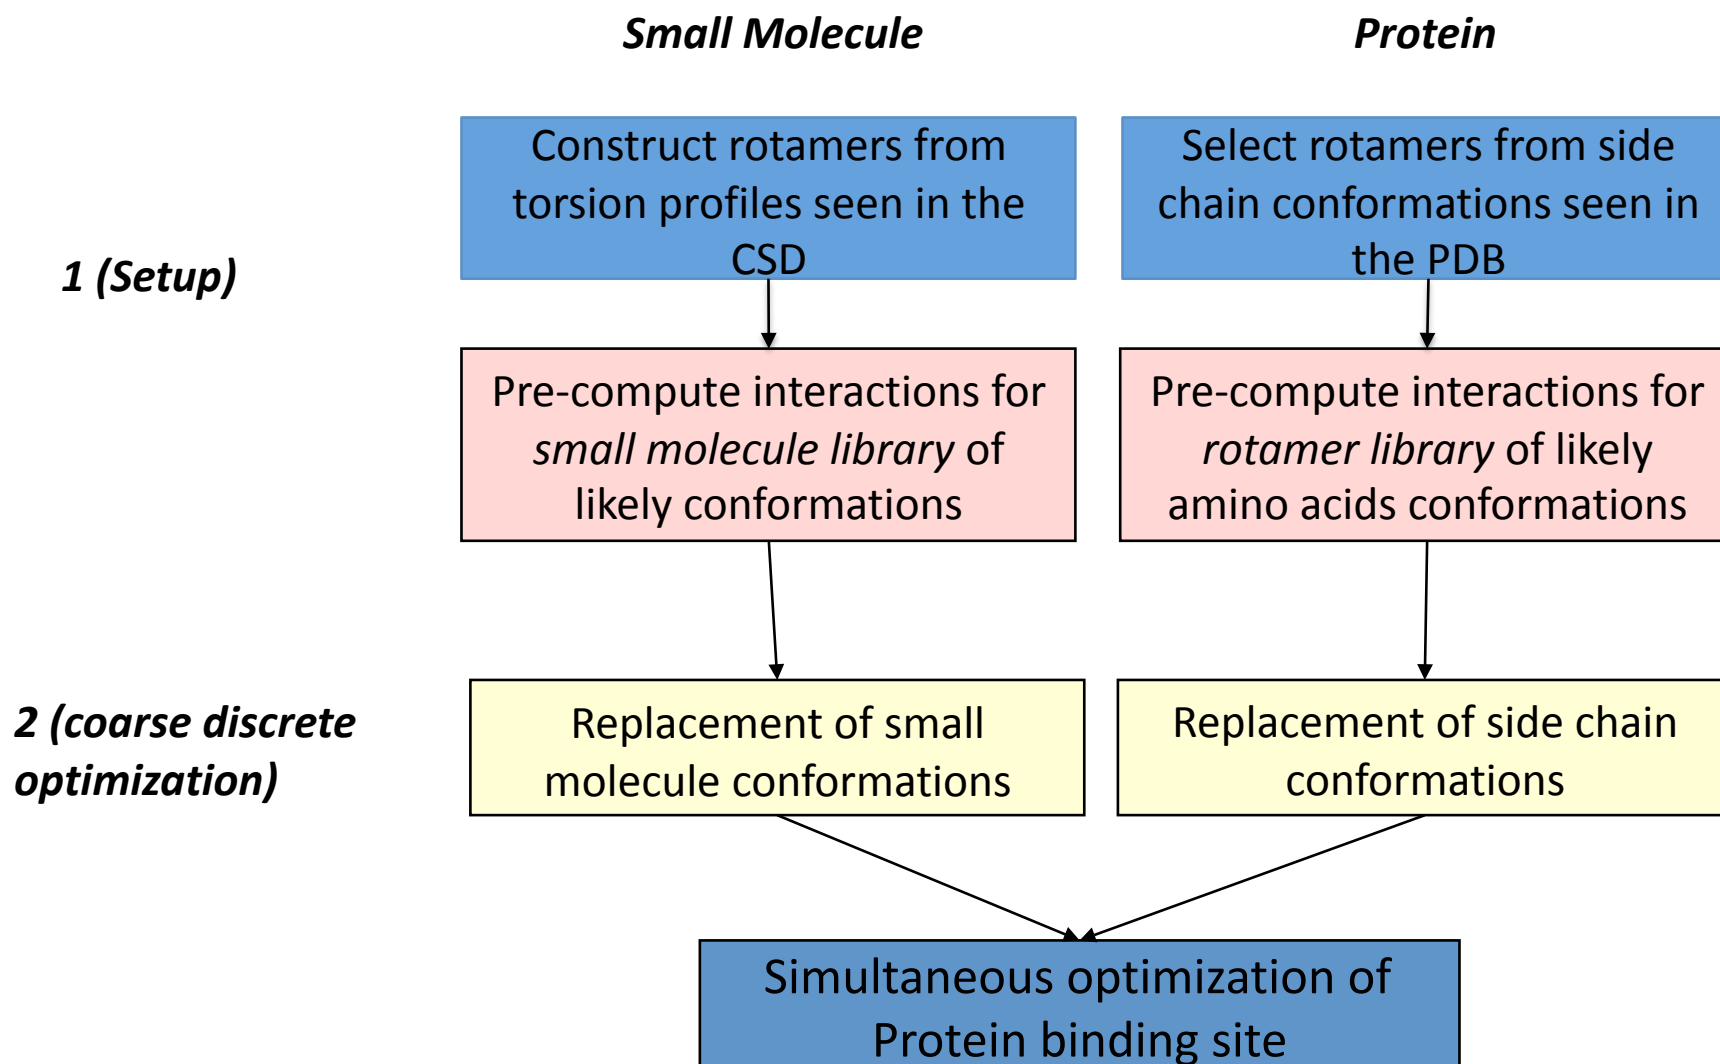 Small Molecule
Protein
1 (Setup)
Construct rotamers from
torsion profiles seen in the
CSD
Select rotamers from side
chain conformations seen in
the PDB
Pre-compute interactions for
small molecule library of
likely conformations
Pre-compute interactions for
rotamer library of likely
amino acids conformations
2 (coarse discrete
optimization)
Replacement of small
molecule conformations
Replacement of side chain
conformations
Simultaneous optimization of
Protein binding site